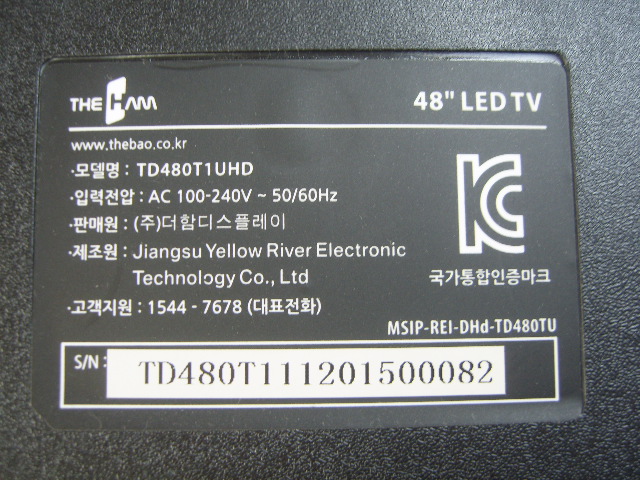 THE HAM
48" LED TV
www.thebao.co.kr
·모델명 : TD480T1UHD
·입력전압 : AC 100-240V ~ 50/60Hz
·판매원 : (주)더함디스플레이
·제조원 : Jiangsu Yellow River Electronic
Technology Co., Ltd
·고객지원 : 1544 - 7678 (대표전화)
국가통합인증마크
MSIP-REI-DHd-TD480TU
S/N : TD480T111201500082